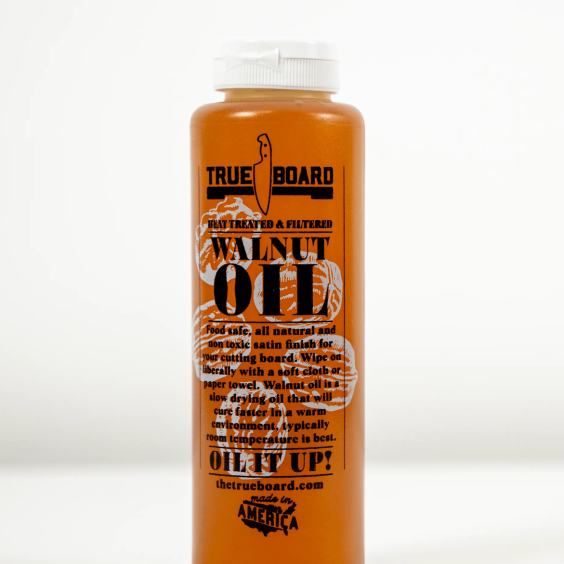 TRUE BOARD
HEAT TREATED & FILTERED
WALNUT
OIL
Food safe, all natural and
non toxic satin finish for
your cutting board. Wipe on
liberally with a soft cloth or
paper towel. Walnut oil is a
slow drying oil that will
cure faster in a warm
environment, typically
room temperature is best.
OIL IT UP!
thetrueboard.com
made in
AMERICA